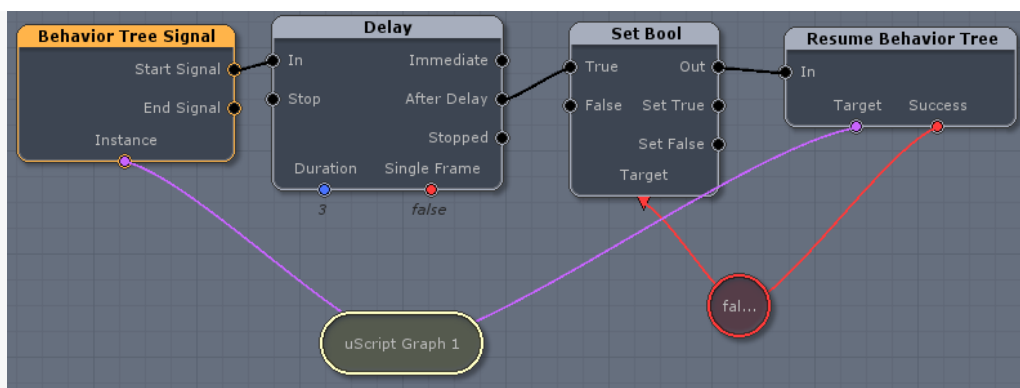 Behavior Tree Signal
Start Signal
End Signal
Instance
Delay
In
Immediate
Stop
After Delay
Stopped
Duration
Single Frame
3
false
Set Bool
True
Out
False
Set True
Set False
Target
Resume Behavior Tree
In
Target
Success
uScript Graph 1
fal...